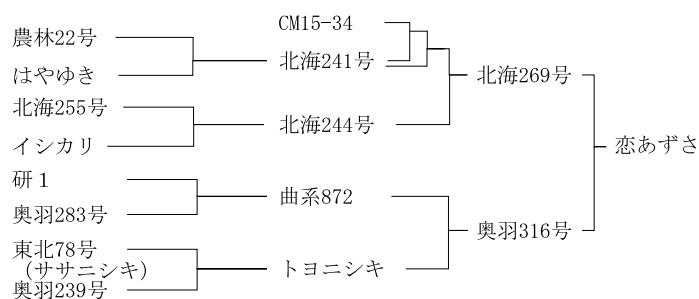 農林22号
はやゆき
北海255号
イシカリ
研１
奥羽283号
東北78号
(ササニシキ)
奥羽239号
CM15-34
北海241号
北海244号
曲系872
トヨニシキ
北海269号
奥羽316号
恋あずさ